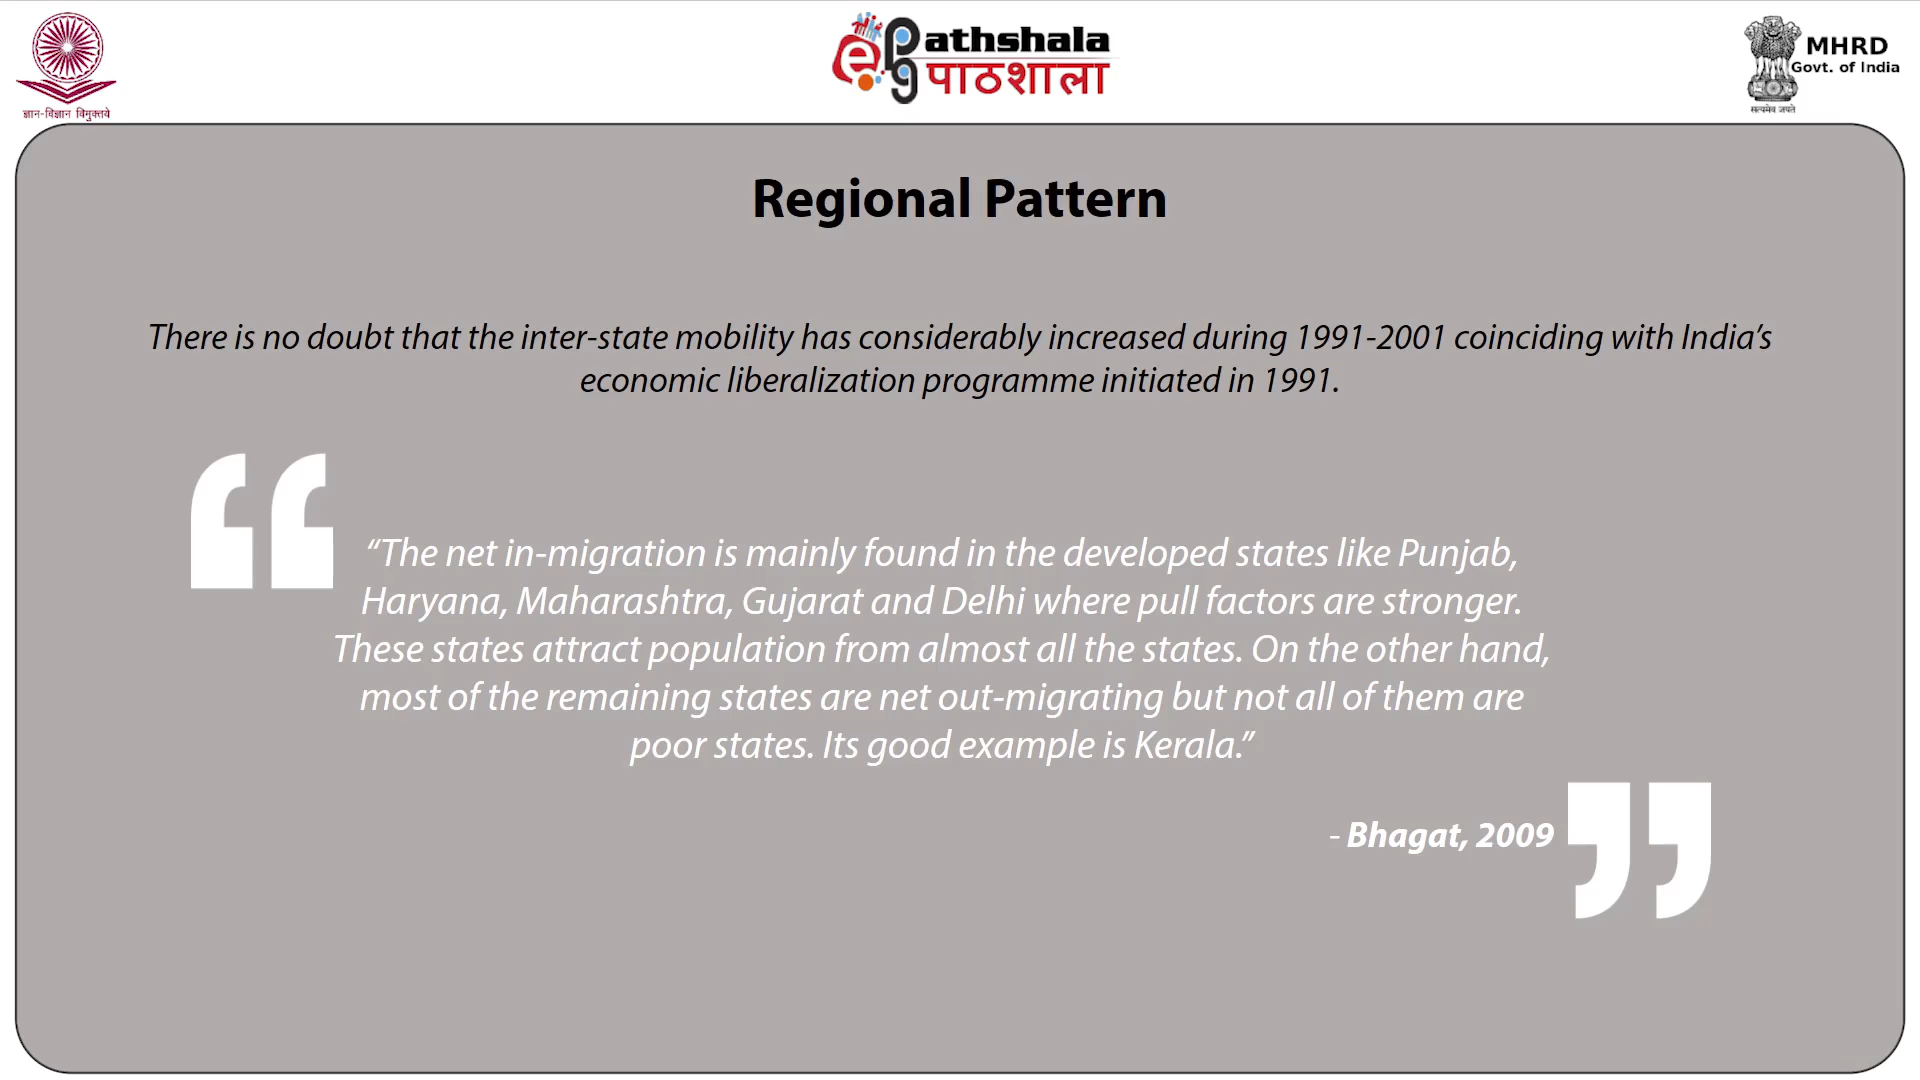 ज्ञान-विज्ञान विमुक्तये
e
PG
athshala
पाठशाला
MHRD
Govt. of India
सत्यमेव जयते
Regional Pattern
There is no doubt that the inter-state mobility has considerably increased during 1991-2001 coinciding with India’s
economic liberalization programme initiated in 1991.
“The net in-migration is mainly found in the developed states like Punjab,
Haryana, Maharashtra, Gujarat and Delhi where pull factors are stronger.
These states attract population from almost all the states. On the other hand,
most of the remaining states are net out-migrating but not all of them are
poor states. Its good example is Kerala.”
- Bhagat, 2009